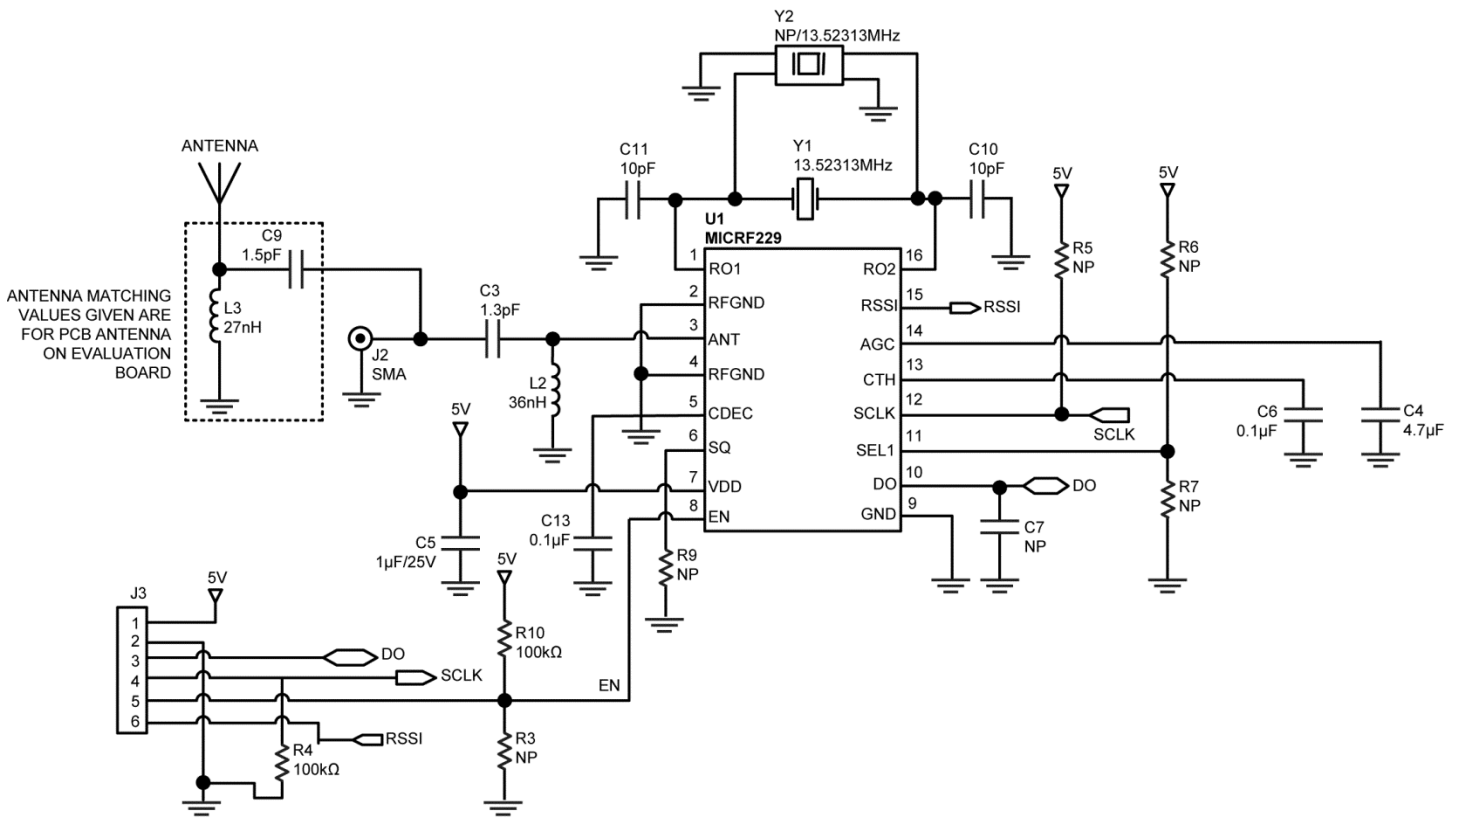 Y2
NP/13.52313MHz
C11
10pF
Y1
13.52313MHz
C10
10pF
ANTENNA
5V
5V
U1
MICRF229
C9
1.5pF
R5
NP
R6
NP
1
RO1
16
RO2
2
RFGND
15
RSSI
RSSI
ANTENNA MATCHING
VALUES GIVEN ARE
FOR PCB ANTENNA
ON EVALUATION
BOARD
L3
27nH
C3
1.3pF
3
ANT
14
AGC
J2
SMA
4
RFGND
13
CTH
L2
36nH
5
CDEC
12
SCLK
SCLK
C6
0.1µF
C4
4.7µF
5V
6
SQ
11
SEL1
7
VDD
10
DO
DO
R7
NP
8
EN
9
GND
C5
1µF/25V
C13
0.1µF
C7
NP
R9
NP
5V
5V
J3
1
2
3
4
5
6
DO
SCLK
RSSI
R10
100kΩ
EN
R4
100kΩ
R3
NP